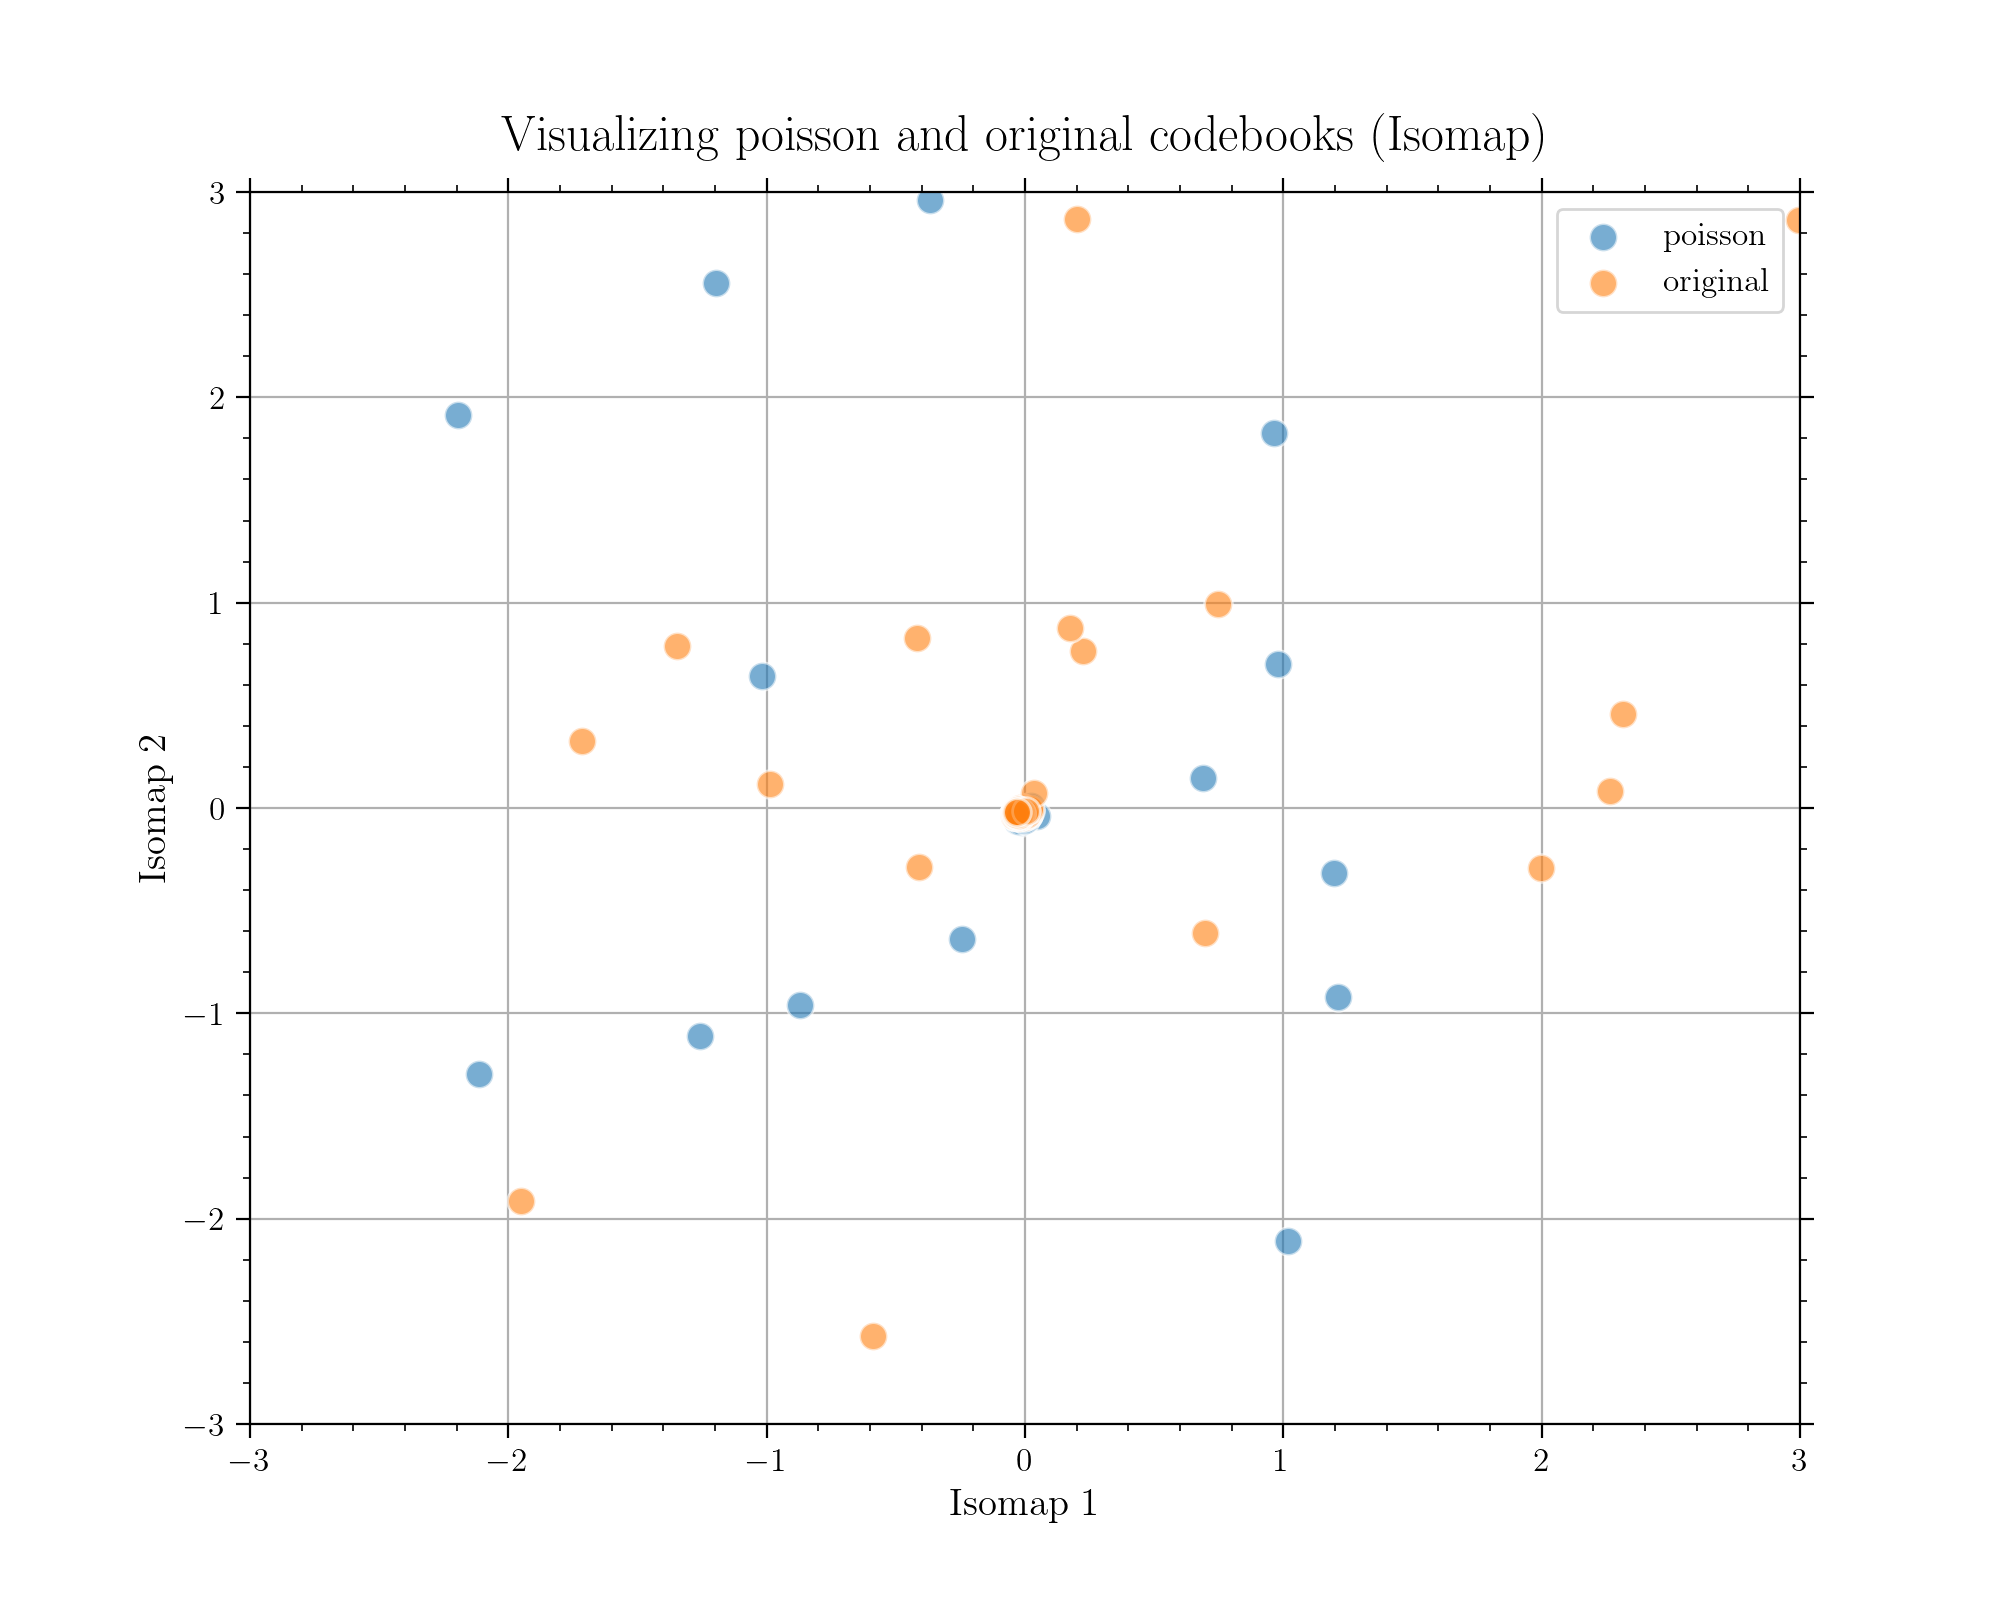 Visualizing poisson and original codebooks (Isomap)
poisson
original
3
2
1
0
−1
−2
−3
Isomap 2
−3 −2 −1 0 1 2 3
Isomap 1